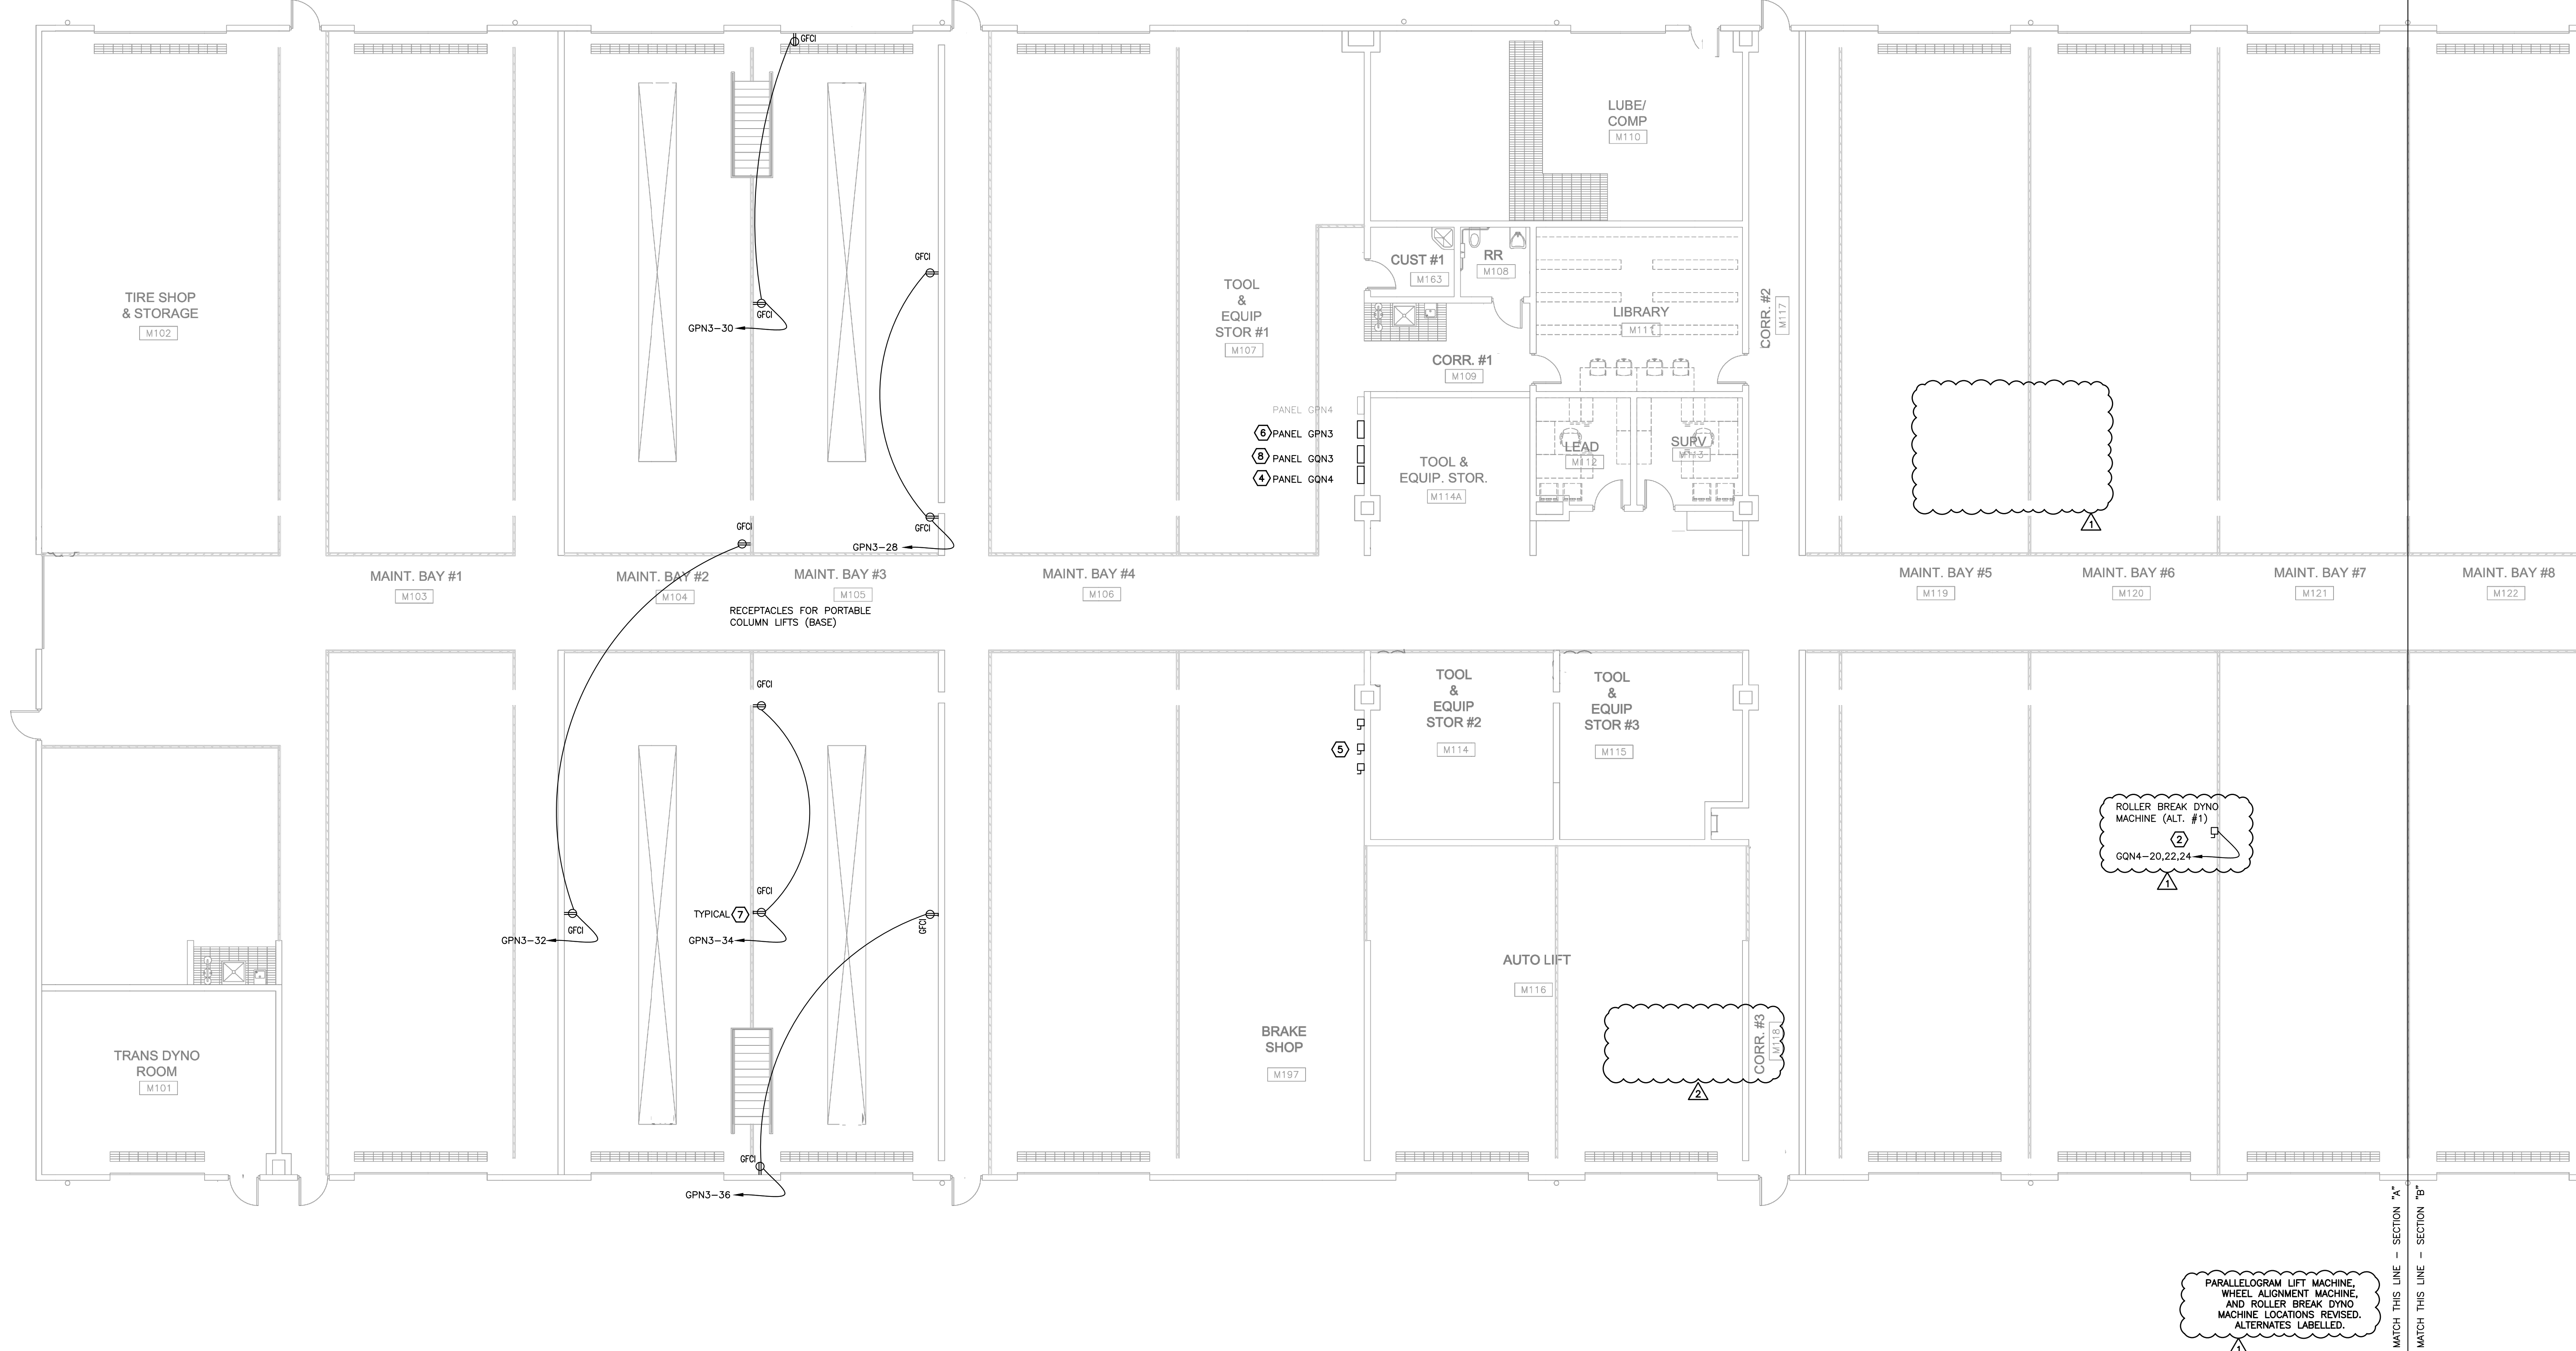 GFCI
LUBE/
COMP
M110
GFCI
CUST #1
M163
RR
M108
TIRE SHOP
& STORAGE
M102
GFCI
GPN3-30
TOOL
&
EQUIP
STOR #1
M107
LIBRARY
M111
CORR. #2
M117
CORR. #1
M109
PANEL GPN4
6 PANEL GPN3
8 PANEL GQN3
4 PANEL GQN4
LEAD
M112
SUPV
M113
TOOL &
EQUIP. STOR.
M114A
1
GFCI
GFCI
GPN3-28
MAINT. BAY #1
M103
MAINT. BAY #2
M104
MAINT. BAY #3
M105
MAINT. BAY #4
M106
MAINT. BAY #5
M119
MAINT. BAY #6
M120
MAINT. BAY #7
M121
MAINT. BAY #8
M122
RECEPTACLES FOR PORTABLE
COLUMN LIFTS (BASE)
GFCI
TOOL
&
EQUIP
STOR #2
M114
TOOL
&
EQUIP
STOR #3
M115
5
ROLLER BREAK DYNO
MACHINE (ALT. #1)
2
GQN4-20,22,24
1
GFCI
TYPICAL 7
GFCI
GFCI
GPN3-32
GPN3-34
AUTO LIFT
M116
BRAKE
SHOP
M197
CORR. #3
M118
2
TRANS DYNO
ROOM
M101
GFCI
GPN3-36
MATCH THIS LINE - SECTION "A"
MATCH THIS LINE - SECTION "B"
PARALLELOGRAM LIFT MACHINE,
WHEEL ALIGNMENT MACHINE,
AND ROLLER BREAK DYNO
MACHINE LOCATIONS REVISED.
ALTERNATES LABELLED.
1